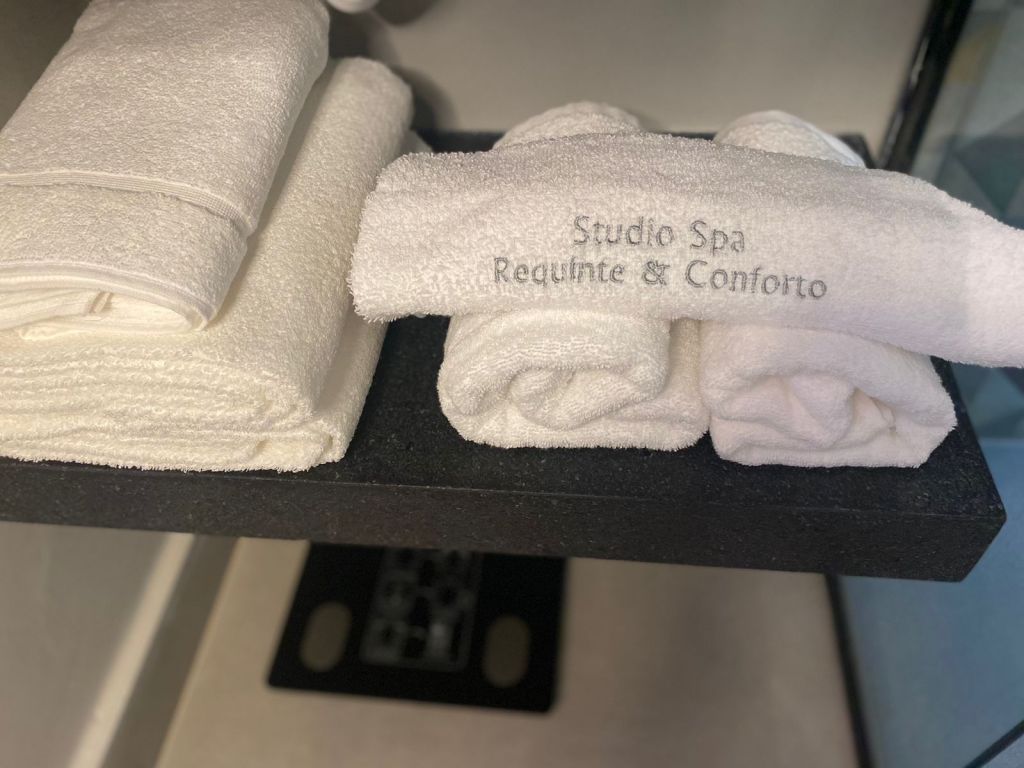 Studio Spa
Requinte & Conforto